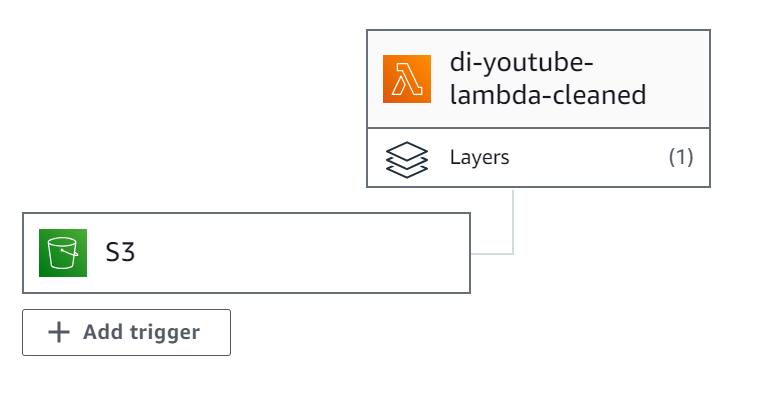 di-youtube-
lambda-cleaned
Layers (1)
S3
Add trigger